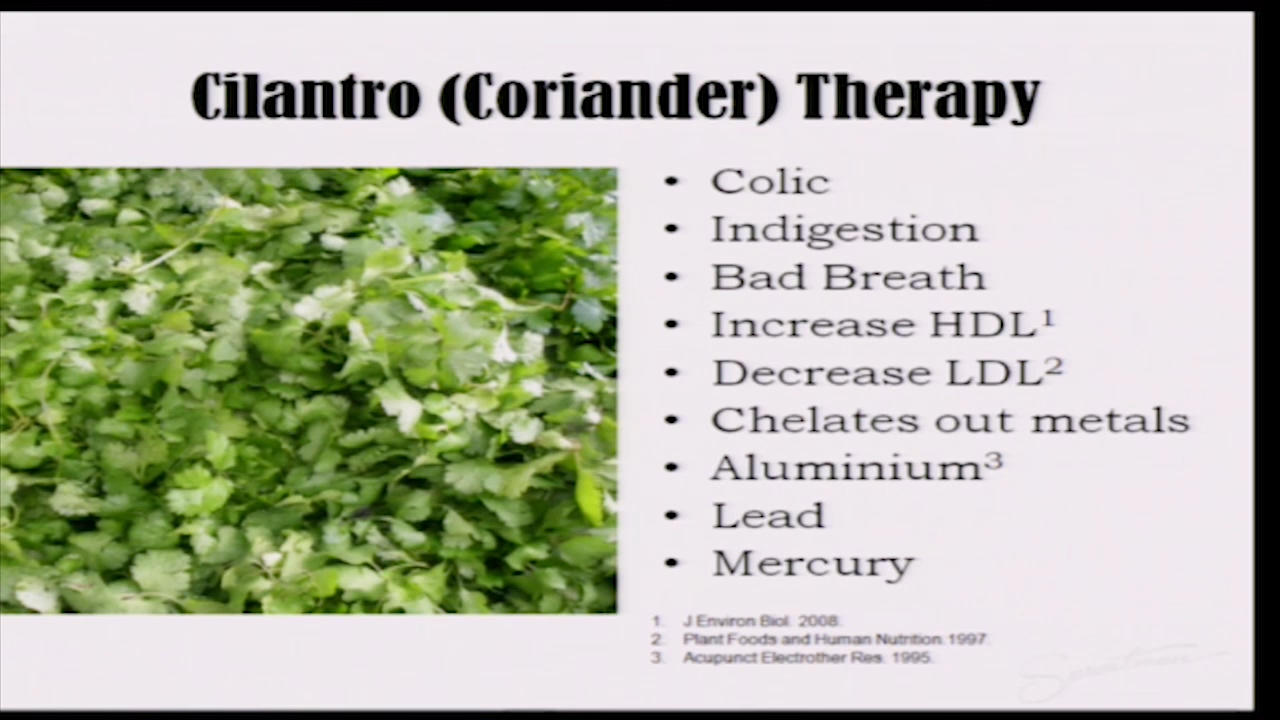 Cilantro (Coriander) Therapy
• Colic
• Indigestion
• Bad Breath
• Increase HDL¹
• Decrease LDL²
• Chelates out metals
• Aluminium³
• Lead
• Mercury
1. J Environ Biol. 2008.
2. Plant Foods and Human Nutrition. 1997.
3. Acupunct Electrother Res. 1995.